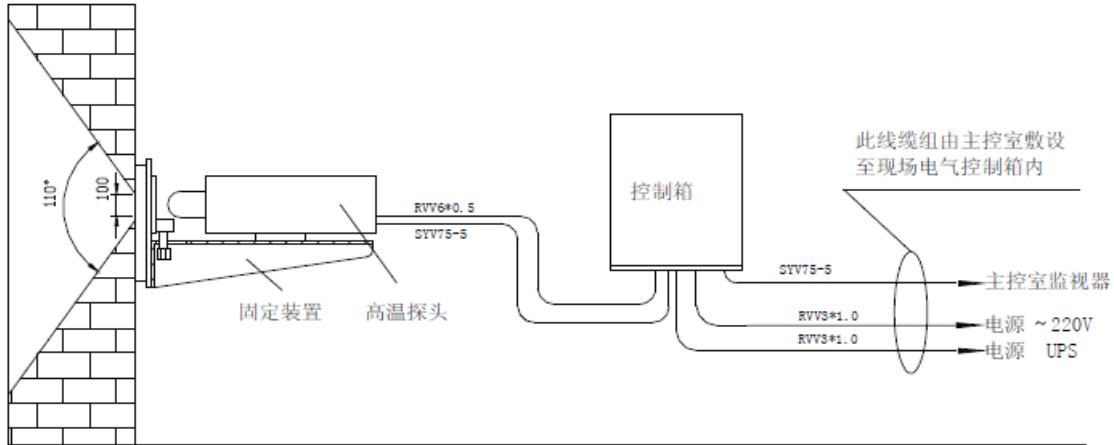 此线缆组由主控室敷设
至现场电气控制箱内
110°
100
RVV6*0.5
SYV75-5
控制箱
固定装置
高温探头
SYV75-5
主控室监视器
RVV3*1.0
电源 ~220V
RVV3*1.0
电源 UPS